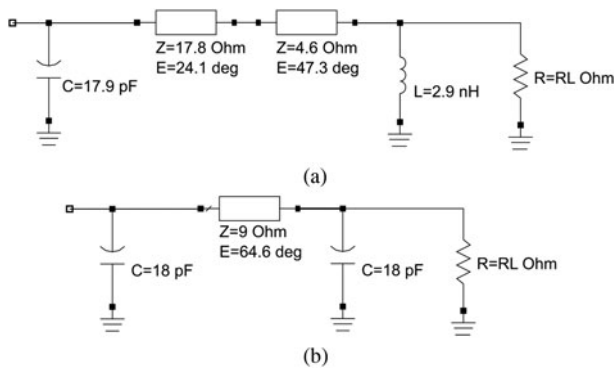 Z=17.8 Ohm
E=24.1 deg
Z=4.6 Ohm
E=47.3 deg
C=17.9 pF
L=2.9 nH
R=RL Ohm
(a)
Z=9 Ohm
E=64.6 deg
C=18 pF
C=18 pF
R=RL Ohm
(b)